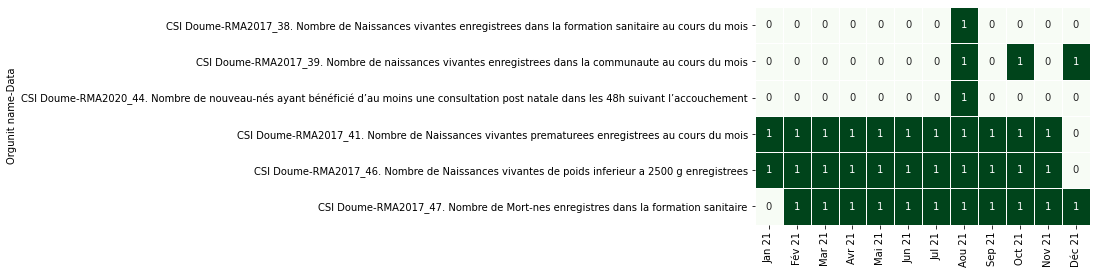 CSI Doume-RMA2017_38. Nombre de Naissances vivantes enregistrees dans la formation sanitaire au cours du mois 0 0 0 0 0 0 0 1 0 0 0 0
CSI Doume-RMA2017_39. Nombre de naissances vivantes enregistrees dans la communaute au cours du mois 0 0 0 0 0 0 0 1 0 1 0 1
CSI Doume-RMA2020_44. Nombre de nouveau-nés ayant bénéficié d’au moins une consultation post natale dans les 48h suivant l’accouchement 0 0 0 0 0 0 0 1 0 0 0 0
CSI Doume-RMA2017_41. Nombre de Naissances vivantes prematurees enregistrees au cours du mois 1 1 1 1 1 1 1 1 1 1 1 0
CSI Doume-RMA2017_46. Nombre de Naissances vivantes de poids inferieur a 2500 g enregistrees 1 1 1 1 1 1 1 1 1 1 1 0
CSI Doume-RMA2017_47. Nombre de Mort-nes enregistres dans la formation sanitaire 0 1 1 1 1 1 1 1 1 1 1 1
Orgunit name-Data
Jan 21 Fév 21 Mar 21 Avr 21 Mai 21 Jun 21 Jul 21 Aou 21 Sep 21 Oct 21 Nov 21 Déc 21